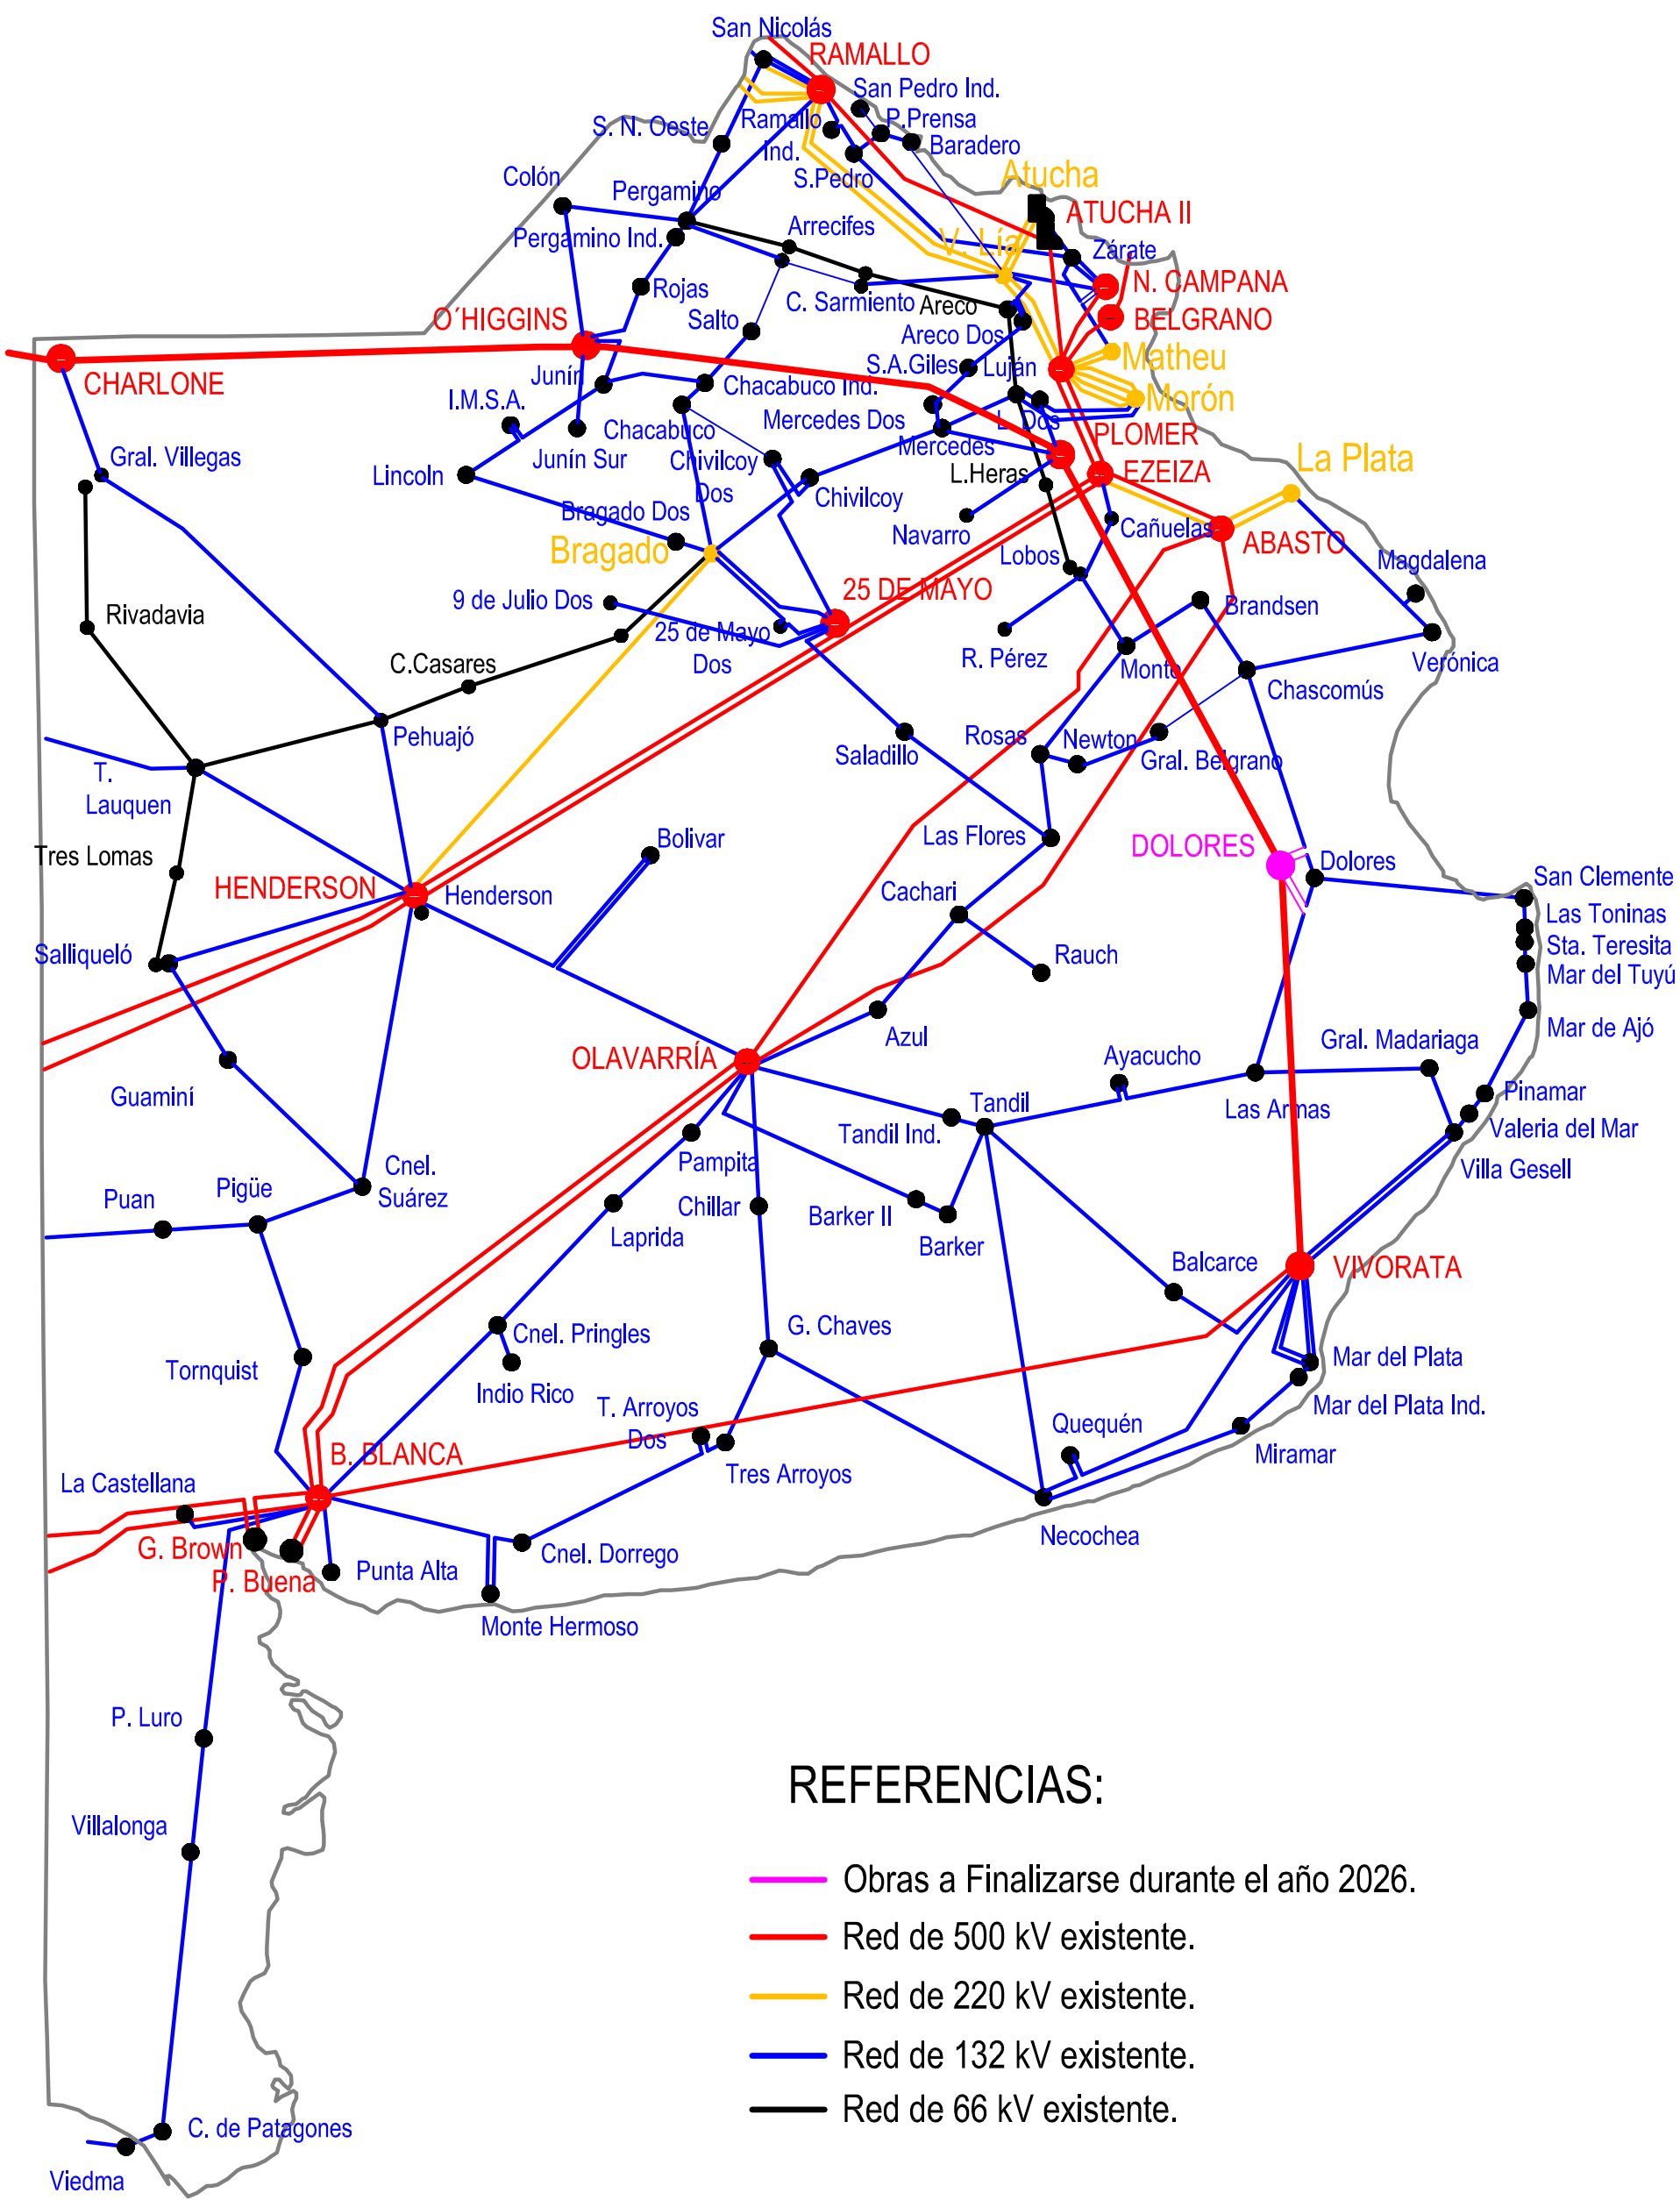 San Nicolás
RAMALLO
San Pedro Ind.
S. N. Oeste
Ramallo
Ind.
P.Prensa
Baradero
S.Pedro
Atucha
Colón
Pergamino
ATUCHA II
Pergamino Ind.
Arrecifes
V. Lía
Zárate
Rojas
C. Sarmiento
Areco
N. CAMPANA
O´HIGGINS
Salto
Areco Dos
BELGRANO
CHARLONE
Junín
Chacabuco Ind.
S.A.Giles
Luján
Matheu
I.M.S.A.
Mercedes Dos
L. Dos
Morón
Chacabuco
Mercedes
PLOMER
Gral. Villegas
Lincoln
Junín Sur
Chivilcoy
Dos
Chivilcoy
L.Heras
EZEIZA
La Plata
Bragado Dos
Navarro
Cañuelas
ABASTO
Bragado
Lobos
Magdalena
9 de Julio Dos
25 DE MAYO
Brandsen
Rivadavia
25 de Mayo
Dos
R. Pérez
Monte
Verónica
C.Casares
Chascomús
Pehuajó
Rosas
Newton
Saladillo
Gral. Belgrano
T.
Lauquen
Las Flores
Bolivar
DOLORES
Dolores
Tres Lomas
HENDERSON
Henderson
Cachari
San Clemente
Las Toninas
Sta. Teresita
Salliqueló
Rauch
Mar del Tuyú
Mar de Ajó
Azul
OLAVARRÍA
Ayacucho
Gral. Madariaga
Guaminí
Pinamar
Tandil
Las Armas
Tandil Ind.
Valeria del Mar
Pampita
Villa Gesell
Cnel.
Suárez
Puan
Pigüe
Chillar
Barker II
Laprida
Barker
Balcarce
VIVORATA
Cnel. Pringles
G. Chaves
Tornquist
Mar del Plata
Indio Rico
T. Arroyos
Dos
Mar del Plata Ind.
Quequén
B. BLANCA
Miramar
Tres Arroyos
La Castellana
Necochea
G. Brown
Cnel. Dorrego
P. Buena
Punta Alta
Monte Hermoso
P. Luro
REFERENCIAS:
Villalonga
Obras a Finalizarse durante el año 2026.
Red de 500 kV existente.
Red de 220 kV existente.
Red de 132 kV existente.
Red de 66 kV existente.
C. de Patagones
Viedma